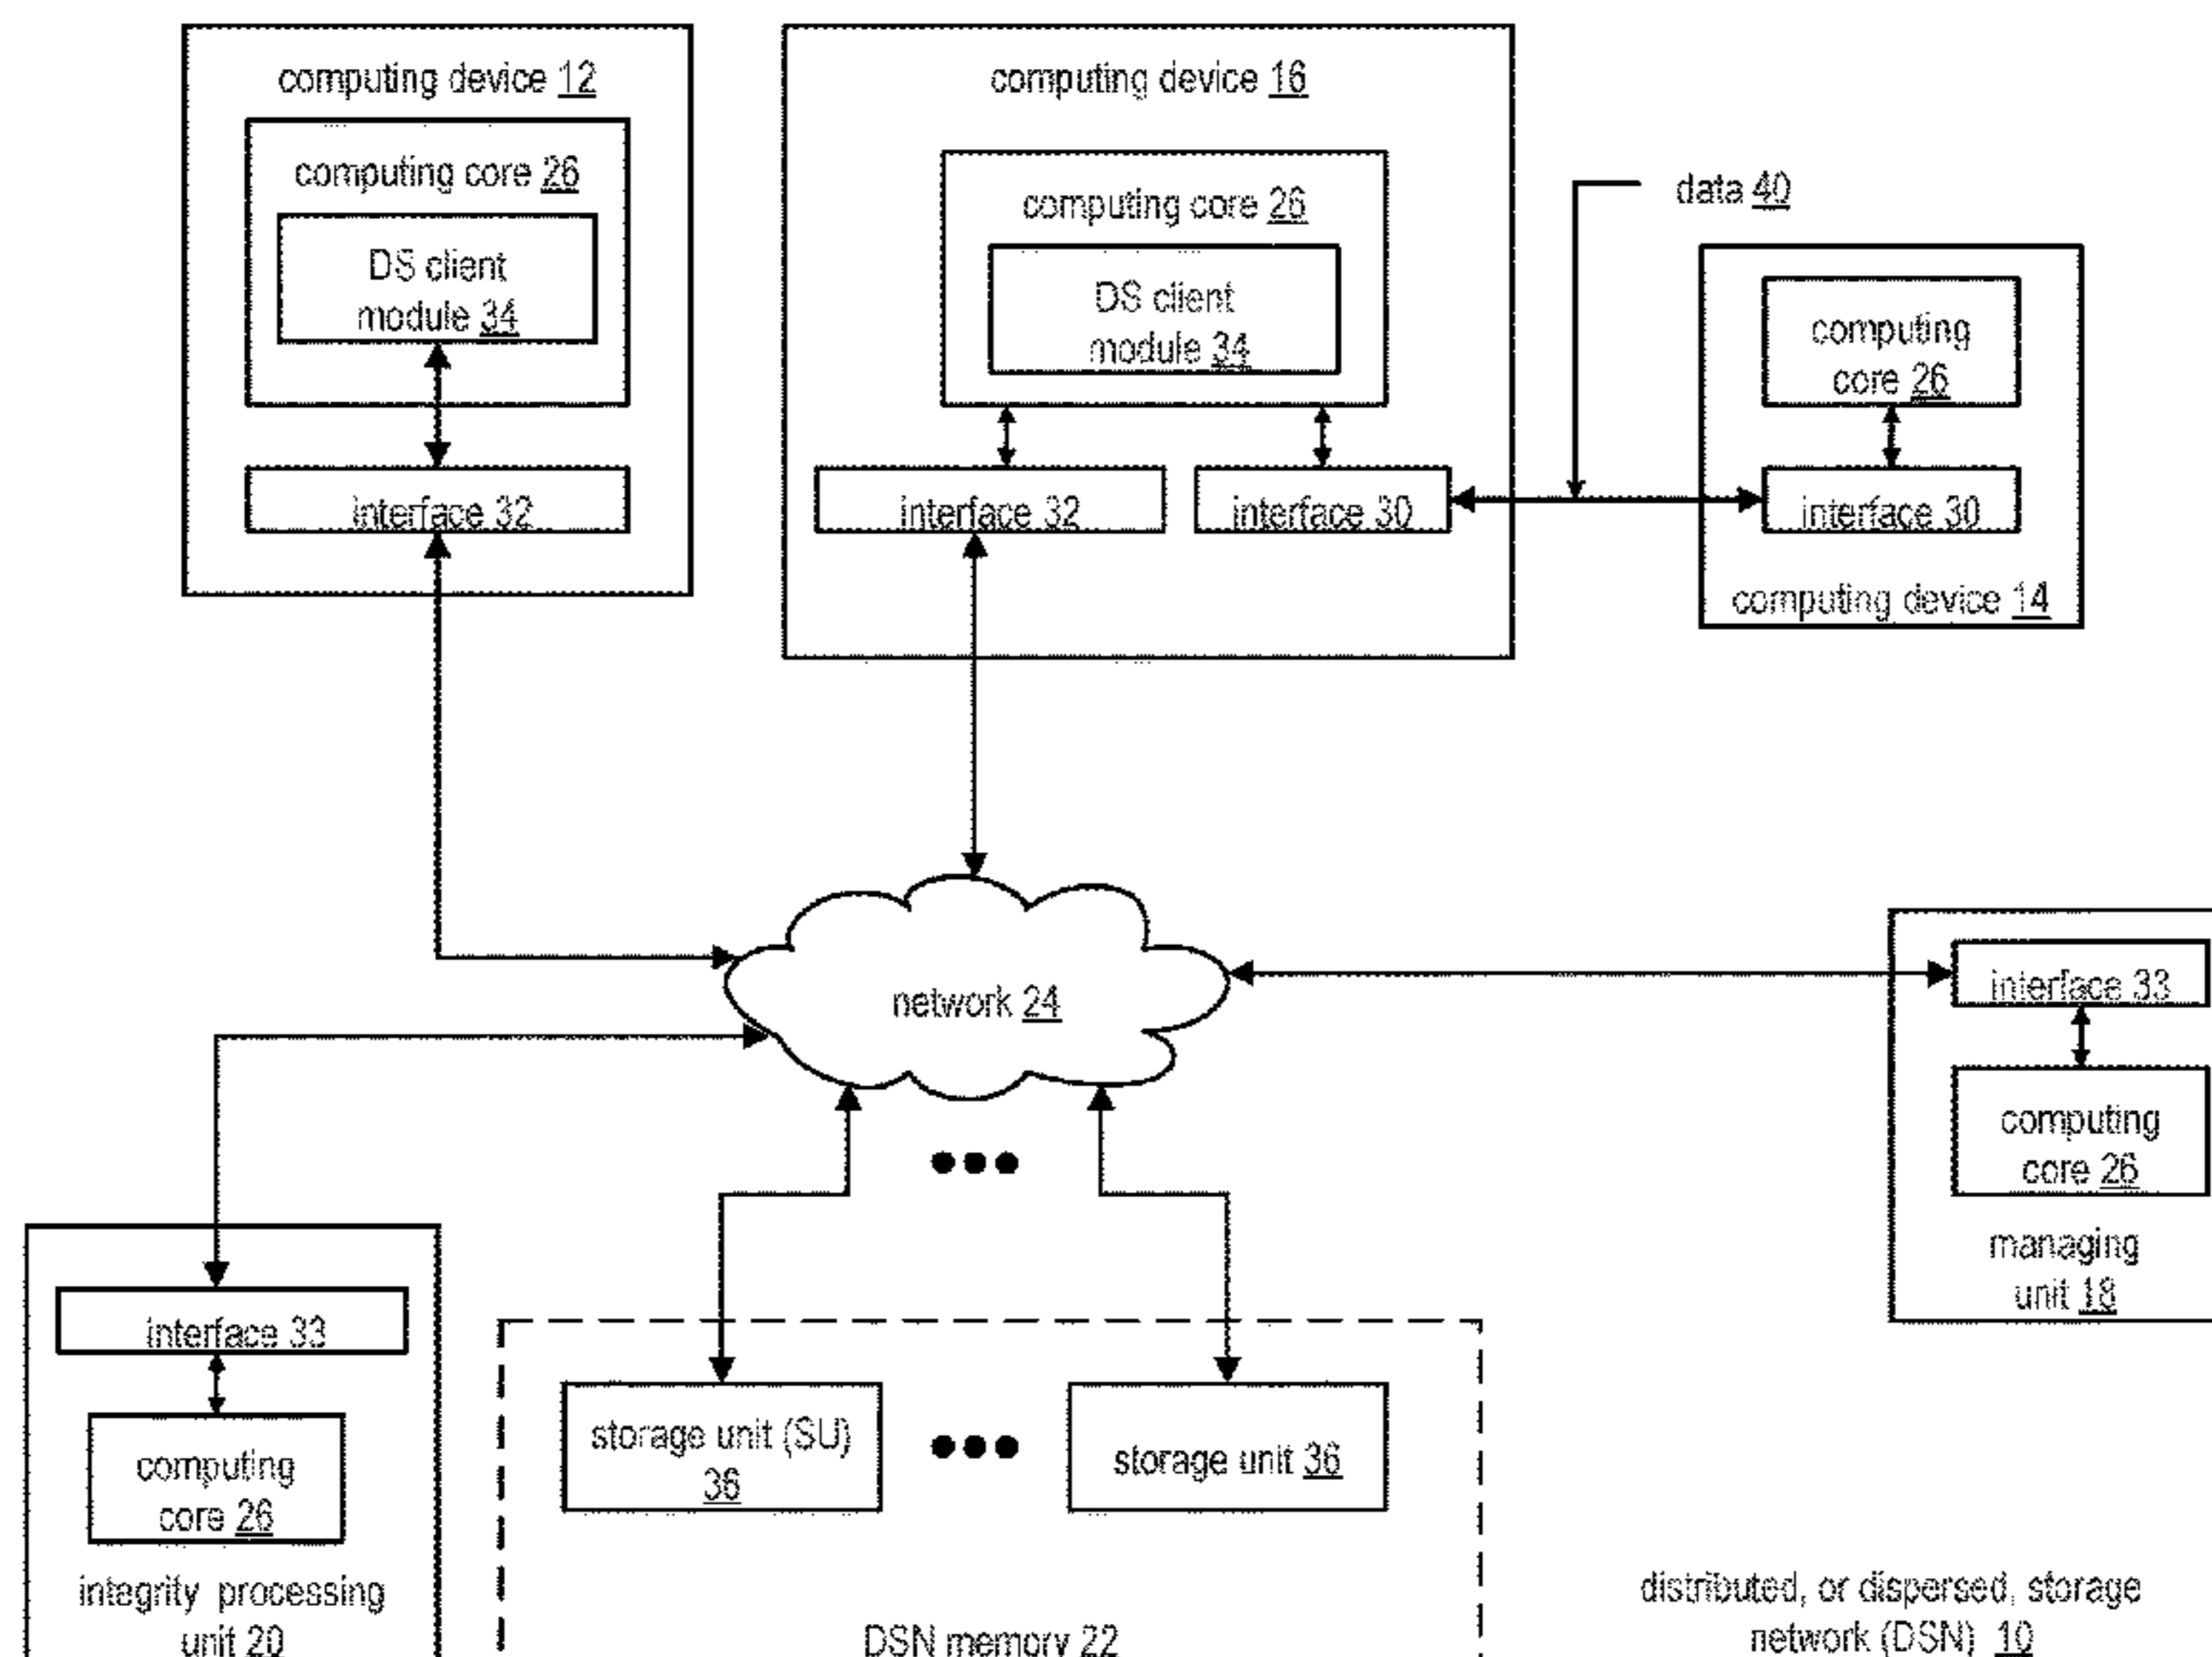 computing device 12
computing core 26
DS client
module 34
interface 32
computing device 16
computing core 26
DS client
module 34
interface 32
interface 30
data 40
computing
core 26
interface 30
computing device 14
network 24
interface 33
computing
core 26
managing
unit 18
interface 33
computing
core 26
integrity processing
unit 20
storage unit (SU)
36
storage unit 36
DSN memory 22
distributed, or dispersed, storage
network (DSN) 10